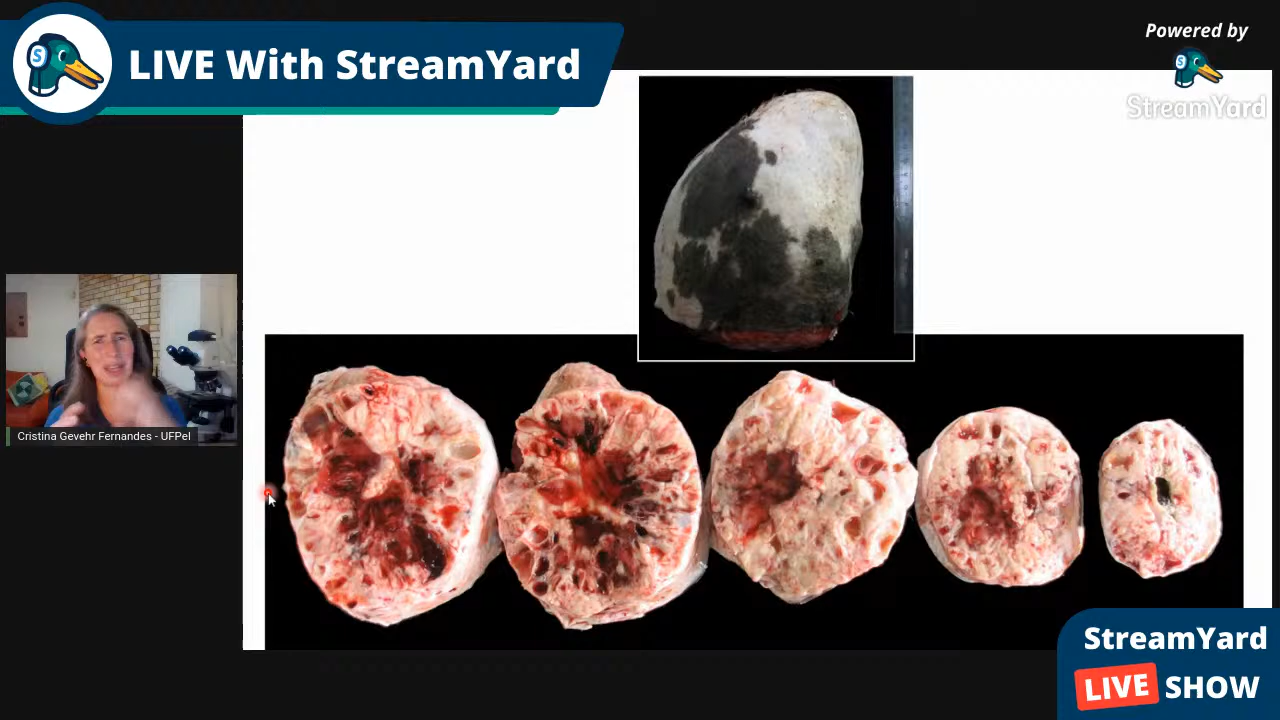 LIVE With StreamYard
Powered by
S
StreamYard
S
Cristina Gevehr Fernandes - UFPel
StreamYard
LIVE SHOW